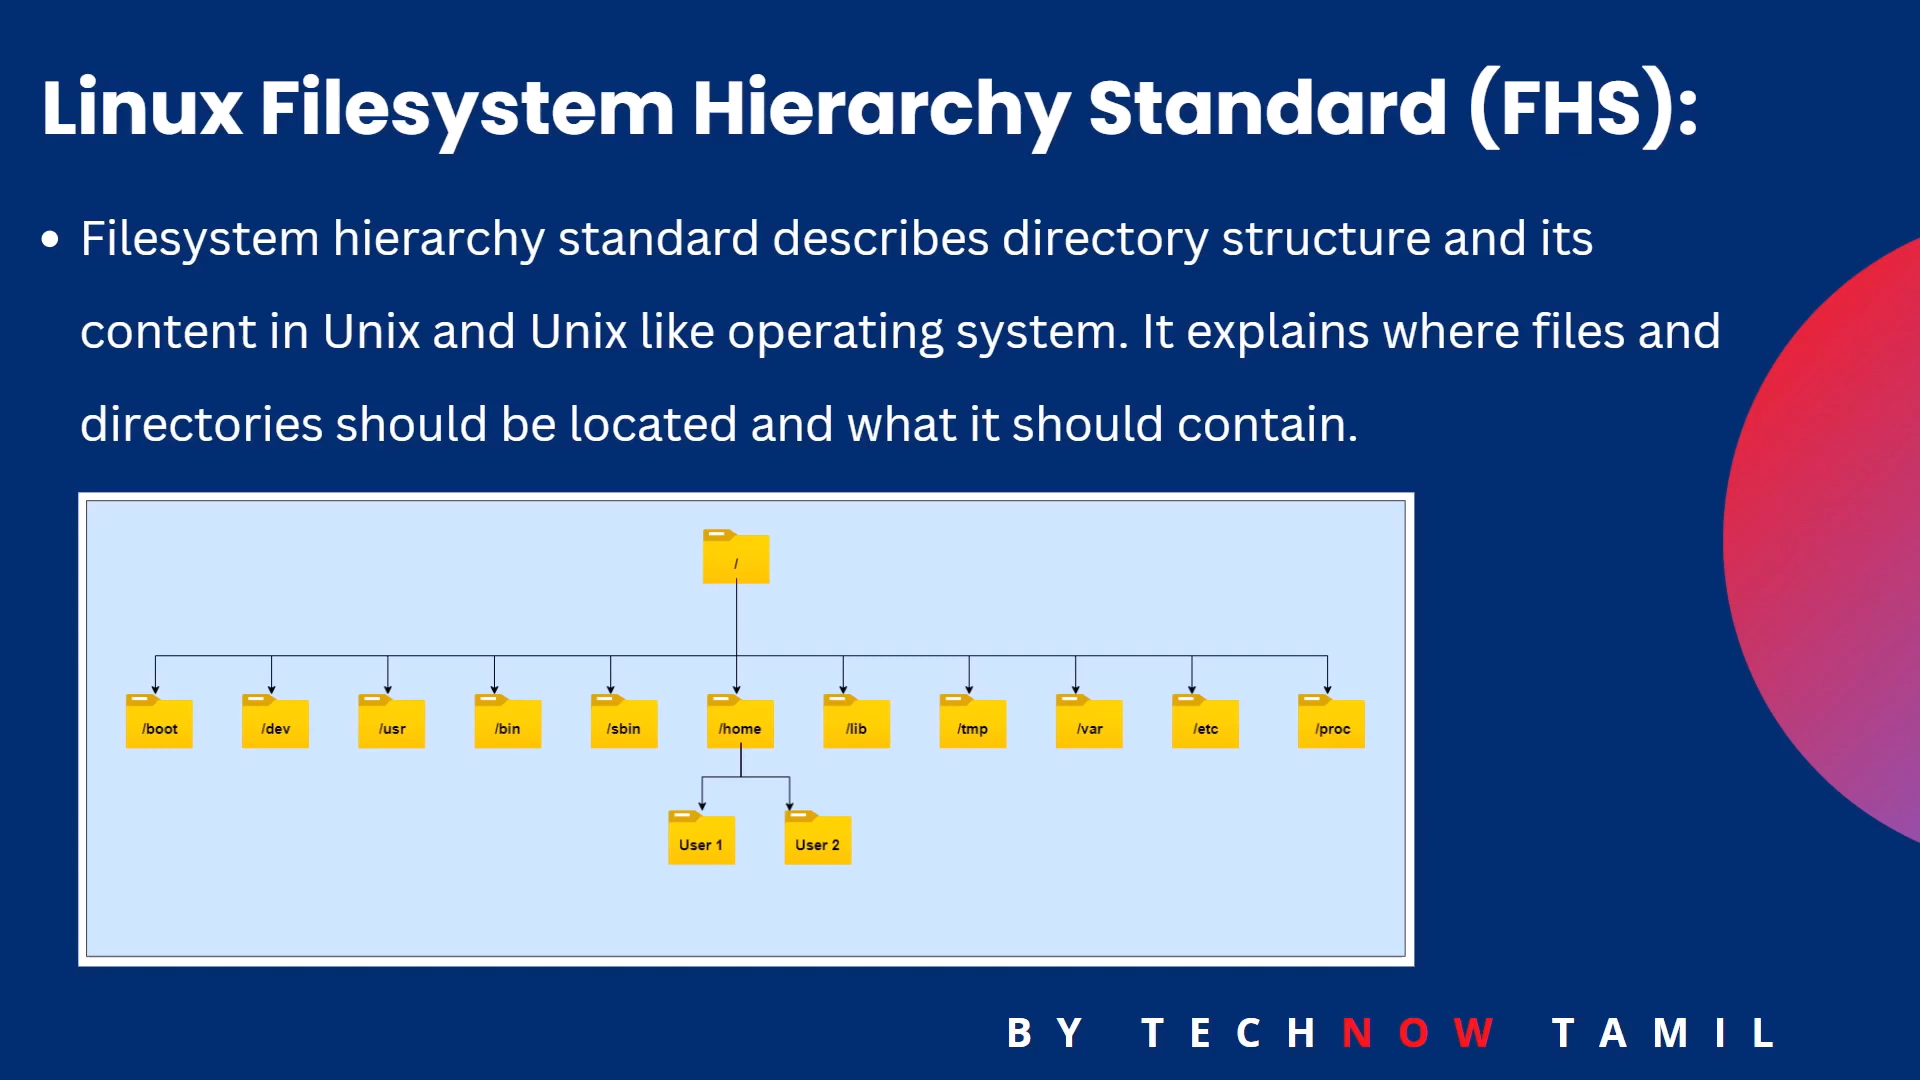 Linux Filesystem Hierarchy Standard (FHS):
• Filesystem hierarchy standard describes directory structure and its
content in Unix and Unix like operating system. It explains where files and
directories should be located and what it should contain.
/
/boot /dev /usr /bin /sbin /home /lib /tmp /var /etc /proc
User 1 User 2
BY TECHNOW TAMIL